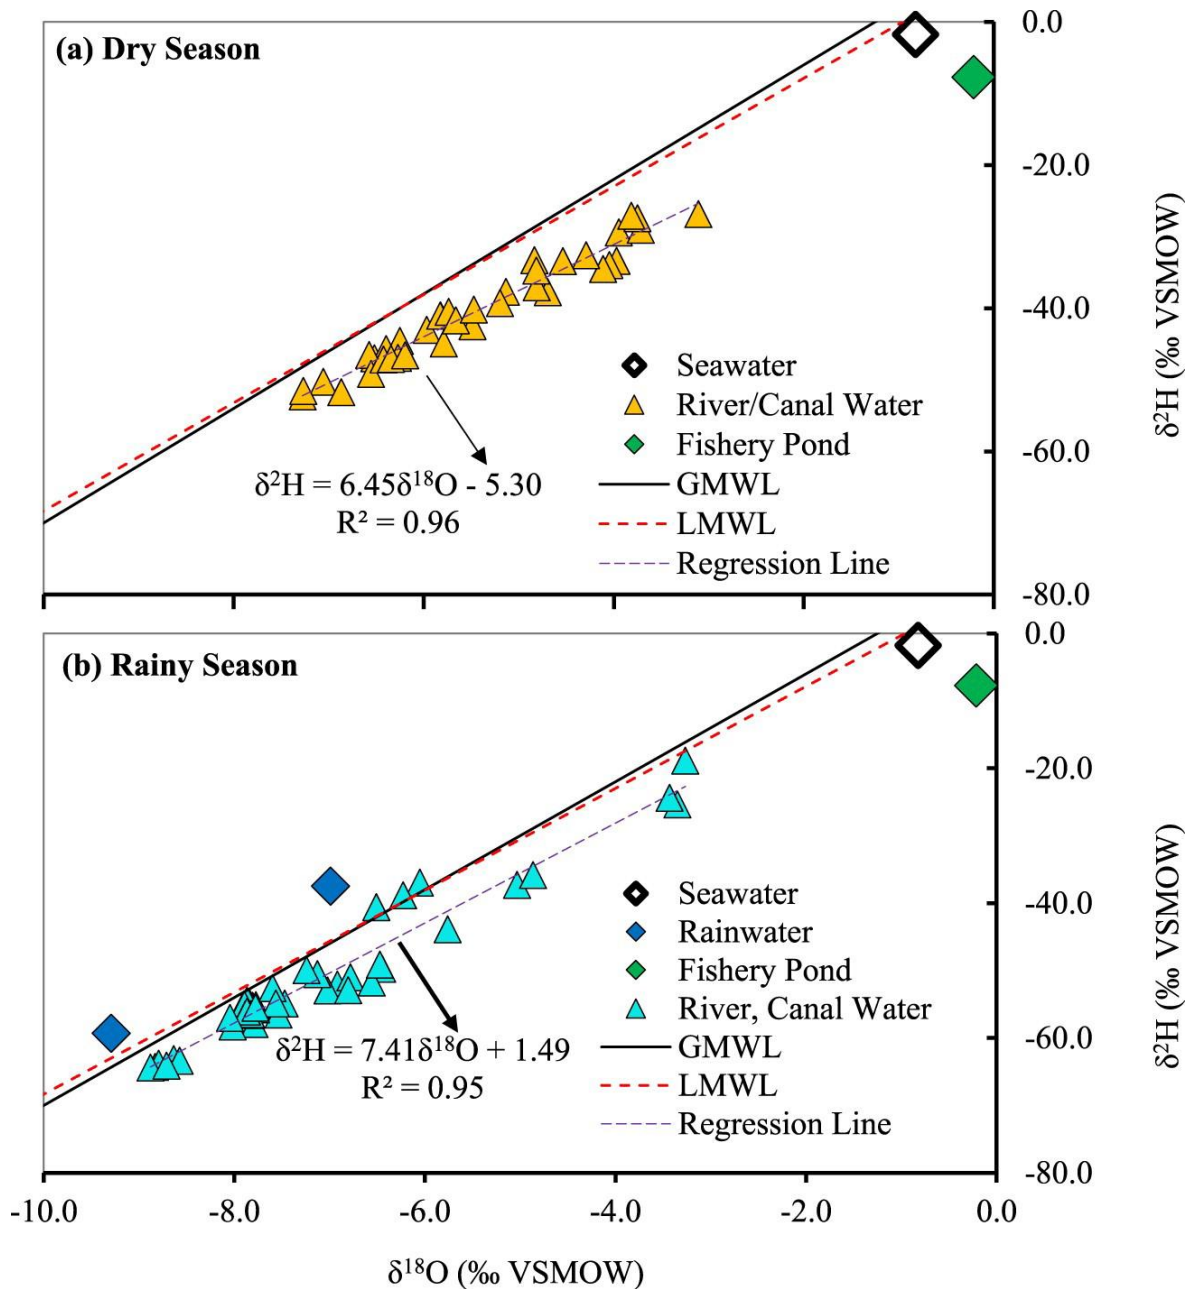 (a) Dry Season
0.0
-20.0
-40.0
-60.0
-80.0
δ²H (‰ VSMOW)
Seawater
River/Canal Water
Fishery Pond
GMWL
LMWL
Regression Line
δ²H = 6.45δ¹⁸O - 5.30
R² = 0.96
(b) Rainy Season
0.0
-20.0
-40.0
-60.0
-80.0
δ²H (‰ VSMOW)
Seawater
Rainwater
Fishery Pond
River, Canal Water
GMWL
LMWL
Regression Line
δ²H = 7.41δ¹⁸O + 1.49
R² = 0.95
-10.0 -8.0 -6.0 -4.0 -2.0 0.0
δ¹⁸O (‰ VSMOW)